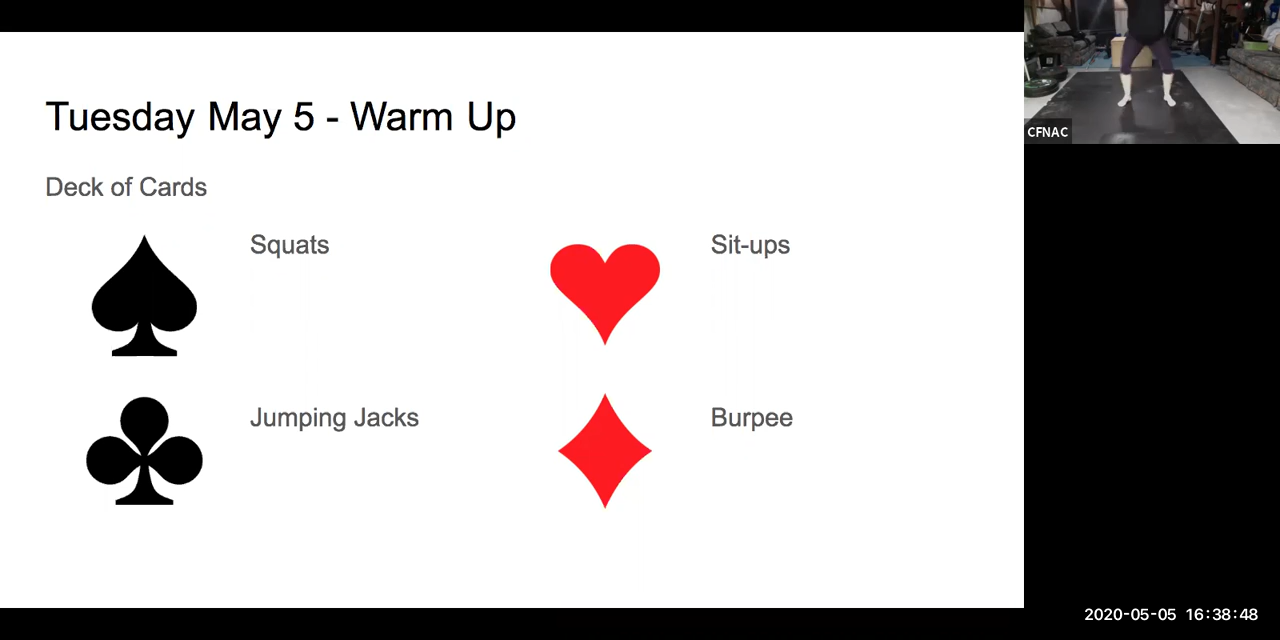 Tuesday May 5 - Warm Up
Deck of Cards
Squats
Sit-ups
Jumping Jacks
Burpee
CFNAC
2020-05-05 16:38:48